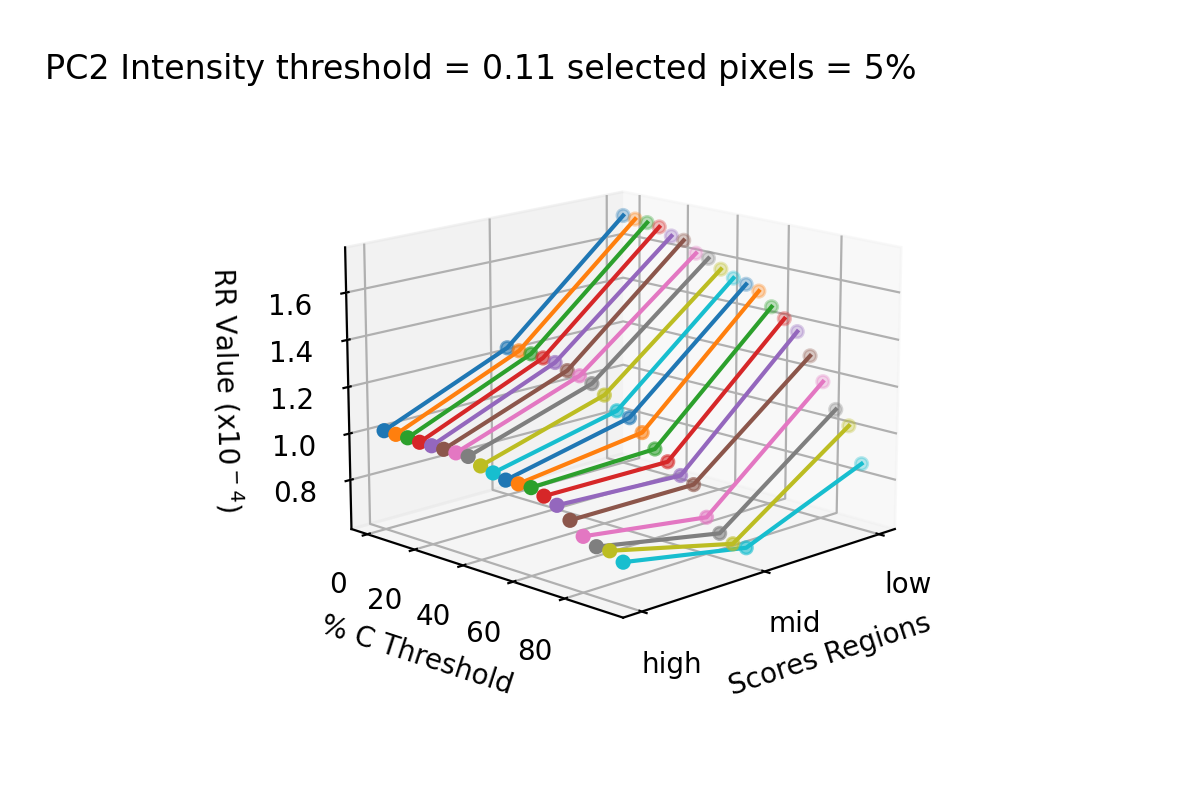 PC2 Intensity threshold = 0.11 selected pixels = 5%
RR Value (x10⁻⁴)
1.6
1.4
1.2
1.0
0.8
0
20
40
60
80
% C Threshold
high
mid
low
Scores Regions